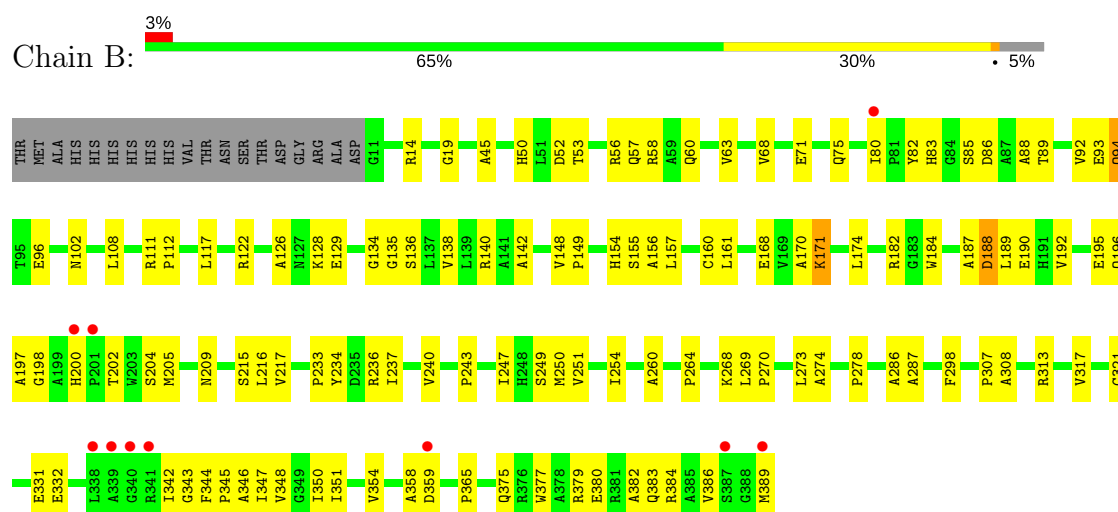 3%
Chain B:
65% 30% • 5%
THR MET ALA HIS HIS HIS HIS HIS HIS VAL THR ASN SER THR ASP GLY ARG ALA ASP G11 R14 G19 A45 H50 L51 D52 T53 R56 Q57 R58 A59 Q60 V63 V68 E71 Q75 I80 P81 Y82 H83 G84 S85 D86 A87 A88 T89 V92 E93 A94
T95 E96 N102 L108 R111 P112 L117 R122 A126 N127 K128 E129 G134 G135 S136 L137 V138 L139 R140 A141 A142 V148 P149 H154 S155 A156 L157 C160 L161 E168 V169 A170 K171 L174 R182 G183 W184 A187 D188 L189 E190 H191 V192 E195 Q196
A197 G198 A199 H200 P201 T202 W203 S204 M205 N209 S215 L216 V217 P233 Y234 D235 R236 I237 V240 P243 I247 H248 S249 M250 V251 I254 A260 P264 K268 L269 P270 L273 A274 P278 A286 A287 F298 P307 A308 R313 V317
E331 E332 L338 A339 G340 R341 I342 G343 F344 P345 A346 I347 V348 G349 I350 I351 V354 A358 D359 P365 Q375 R376 W377 A378 R379 E380 R381 A382 Q383 R384 A385 V386 S387 G388 M389